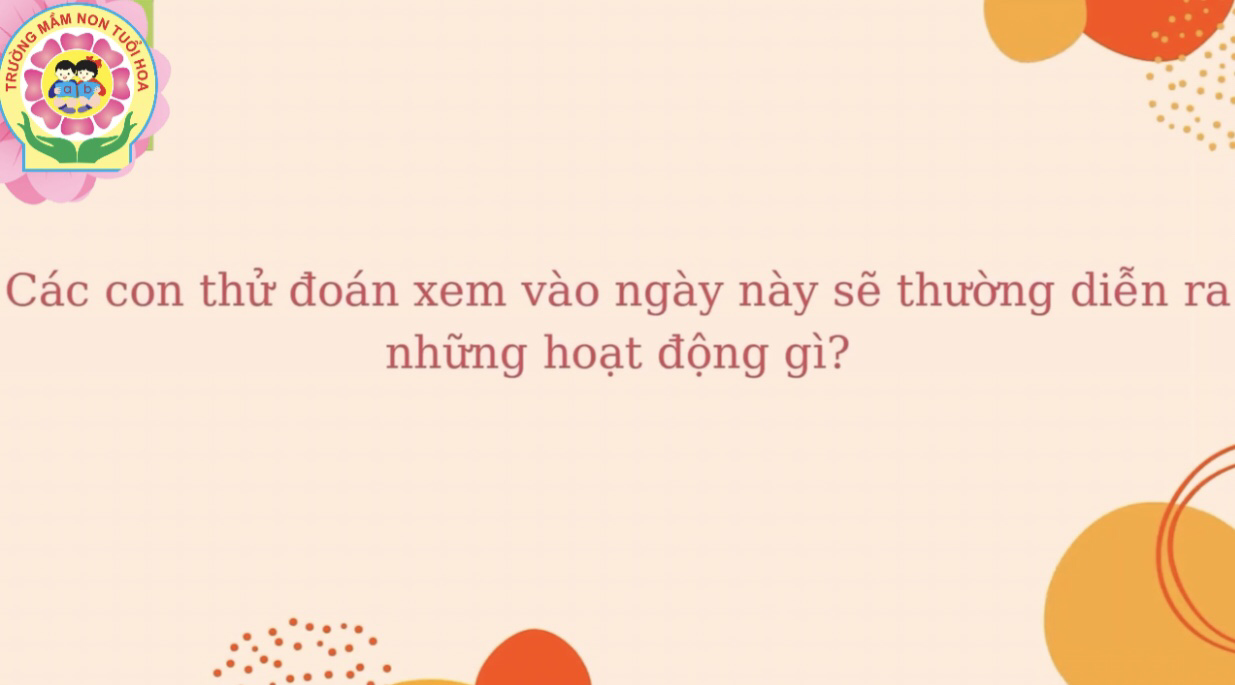 TRƯỜNG MẦM NON TUỔI HOA
a b
Các con thử đoán xem vào ngày này sẽ thường diễn ra
những hoạt động gì?